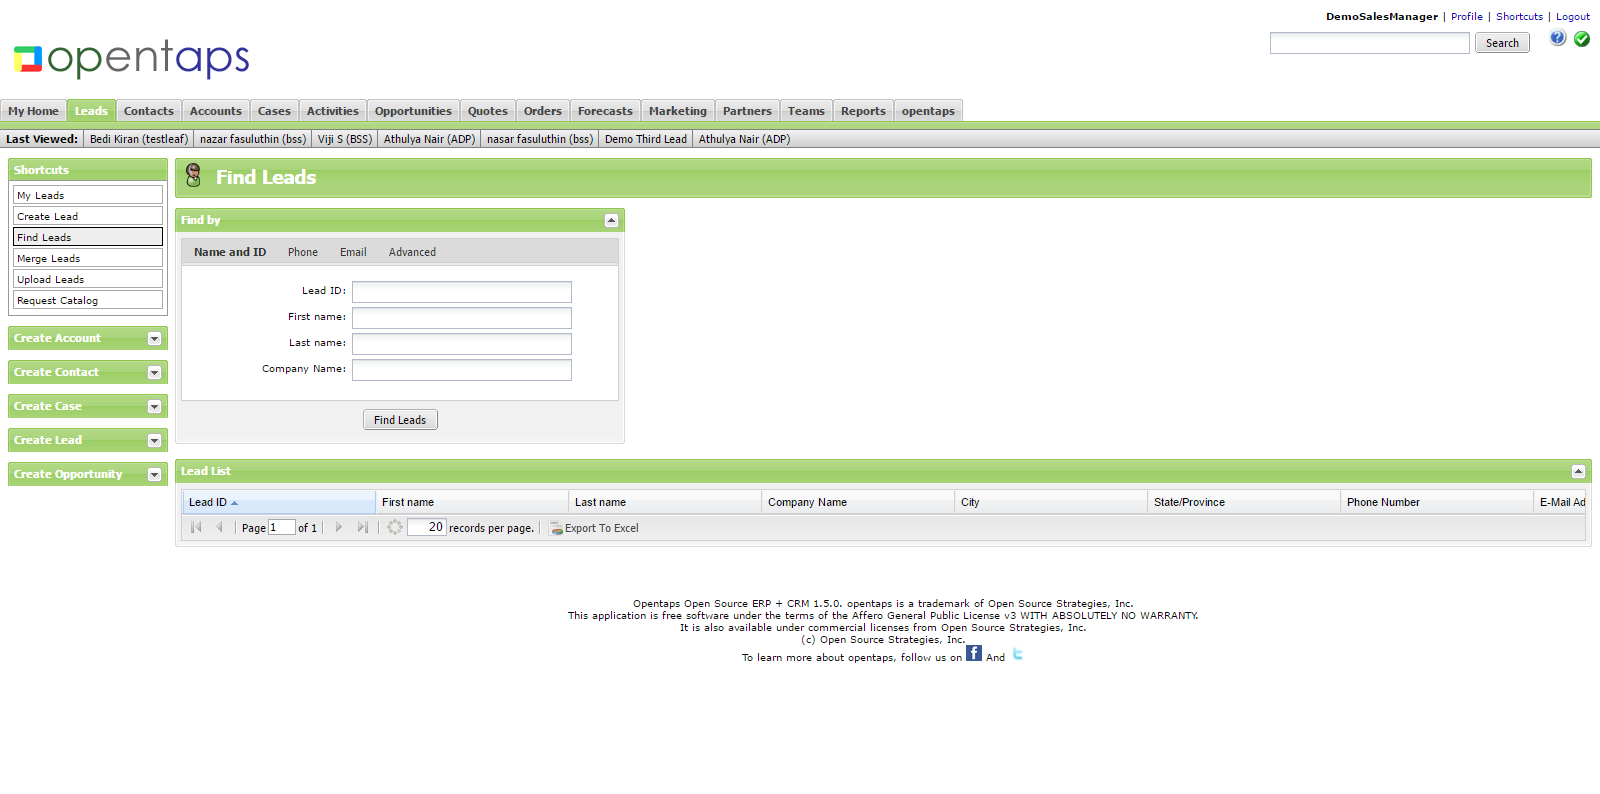 DemoSalesManager | Profile | Shortcuts | Logout
Search
opentaps
My Home Leads Contacts Accounts Cases Activities Opportunities Quotes Orders Forecasts Marketing Partners Teams Reports opentaps
Last Viewed: Bedi Kiran (testleaf) nazar fasuluthin (bss) Viji S (BSS) Athulya Nair (ADP) nasar fasuluthin (bss) Demo Third Lead Athulya Nair (ADP)
Shortcuts
My Leads
Create Lead
Find Leads
Merge Leads
Upload Leads
Request Catalog
Create Account
Create Contact
Create Case
Create Lead
Create Opportunity
Find Leads
Find by
Name and ID Phone Email Advanced
Lead ID:
First name:
Last name:
Company Name:
Find Leads
Lead List
Lead ID First name Last name Company Name City State/Province Phone Number E-Mail Ad
Page 1 of 1 20 records per page. Export To Excel
Opentaps Open Source ERP + CRM 1.5.0. opentaps is a trademark of Open Source Strategies, Inc.
This application is free software under the terms of the Affero General Public License v3 WITH ABSOLUTELY NO WARRANTY.
It is also available under commercial licenses from Open Source Strategies, Inc.
(c) Open Source Strategies, Inc.
To learn more about opentaps, follow us on f And t